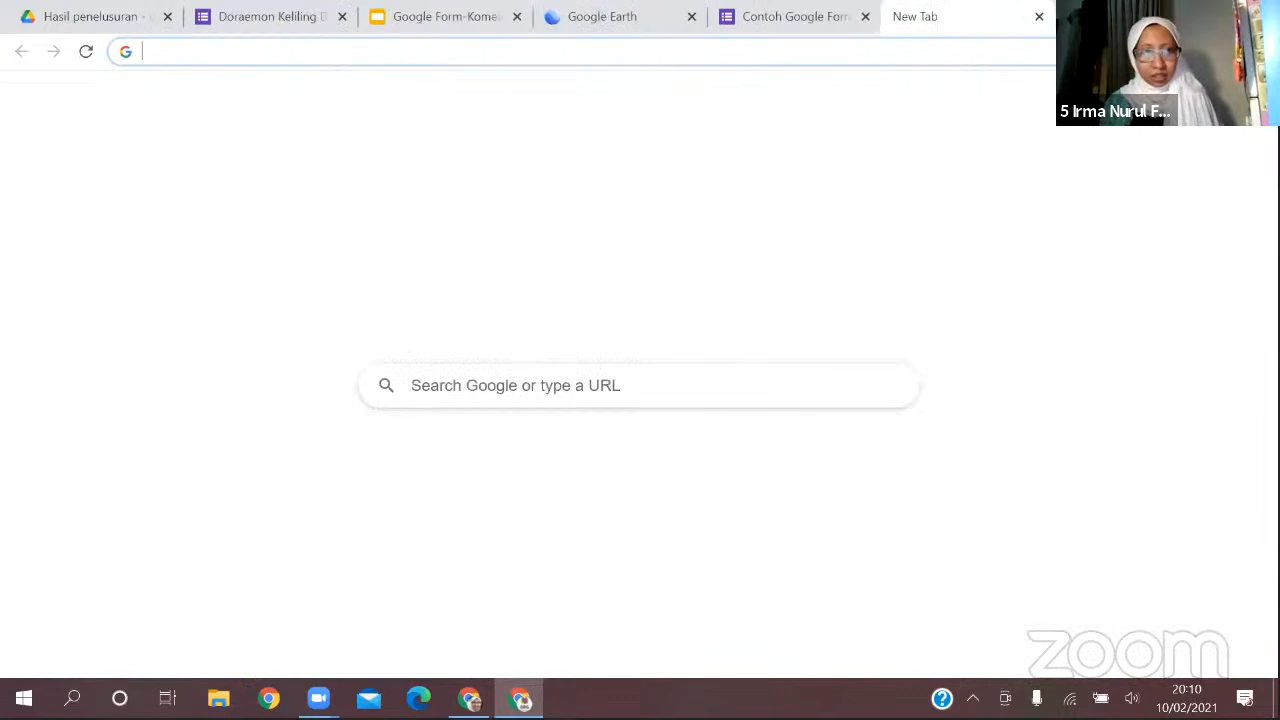 Hasil penelusuran -
Doraemon Keliling D
Google Form-Kome
Google Earth
Contoh Google Form
New Tab
5 Irma Nurul F...
Search Google or type a URL
zoom
20:10
10/02/2021